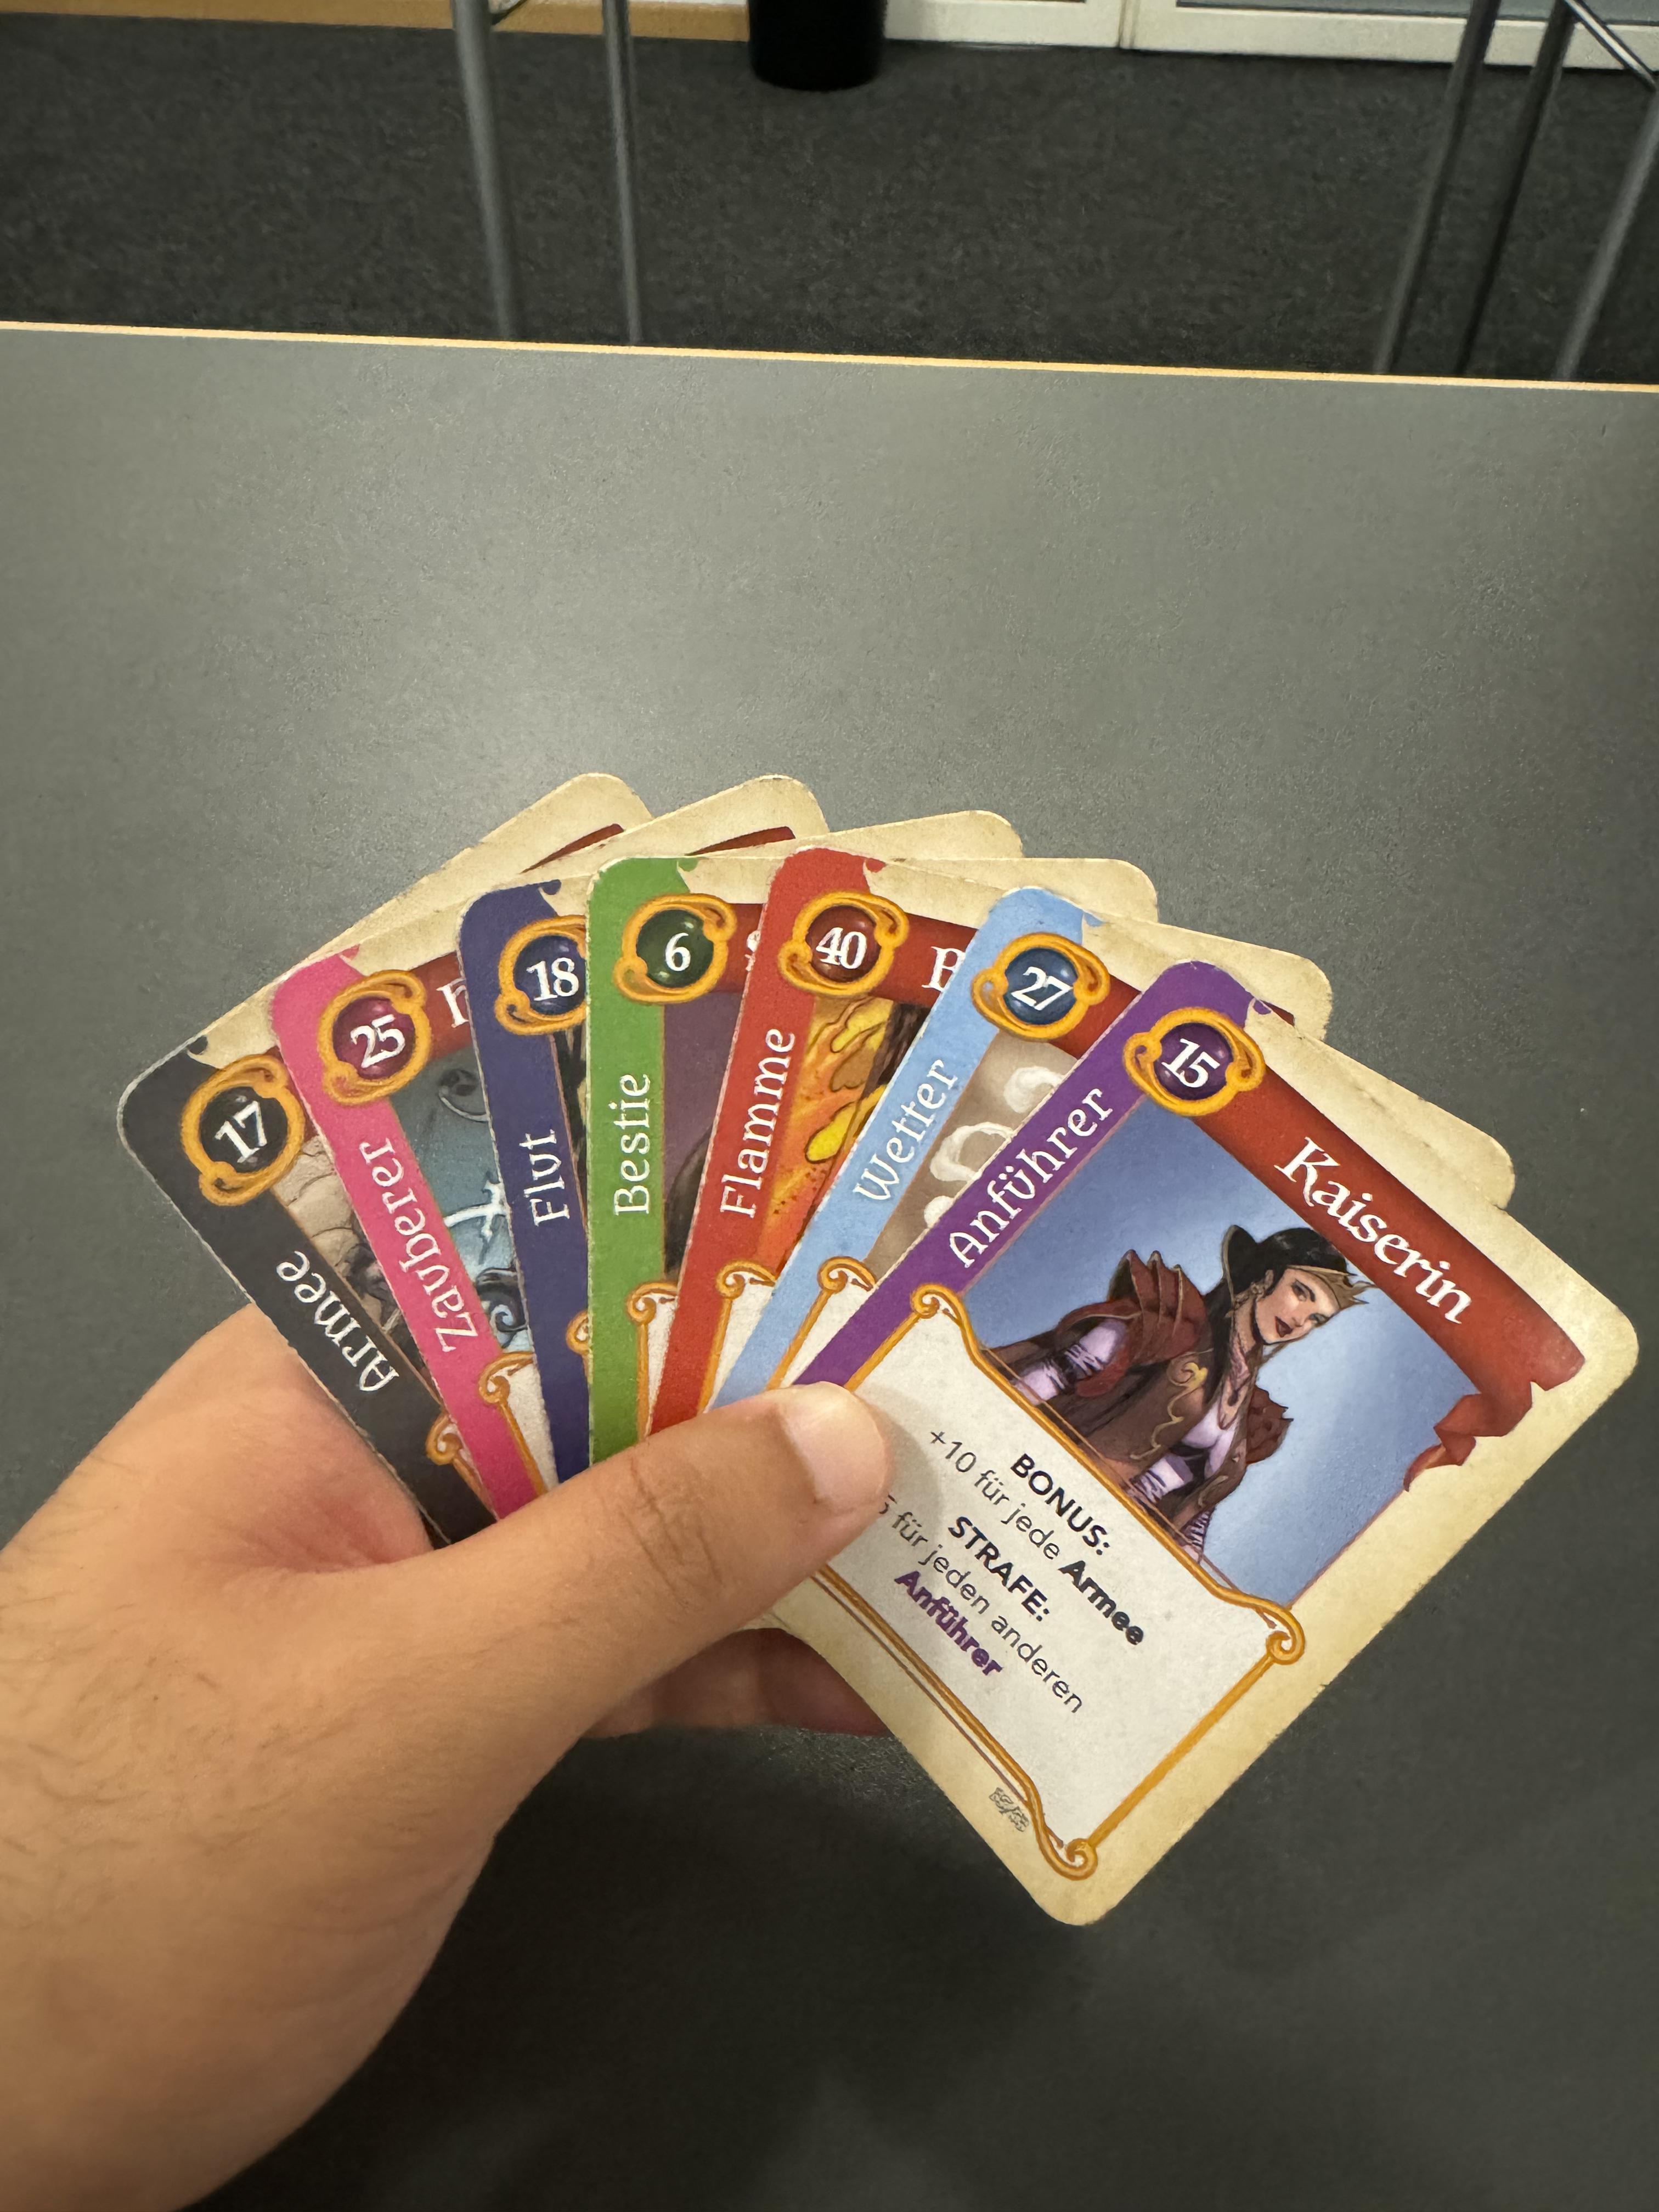 17
Armee
25
Zauberer
18
Flut
6
Bestie
40
Flamme
27
Wetter
15
Anführer
Kaiserin
BONUS:
+10 für jede Armee
STRAFE:
5 für jeden anderen
Anführer